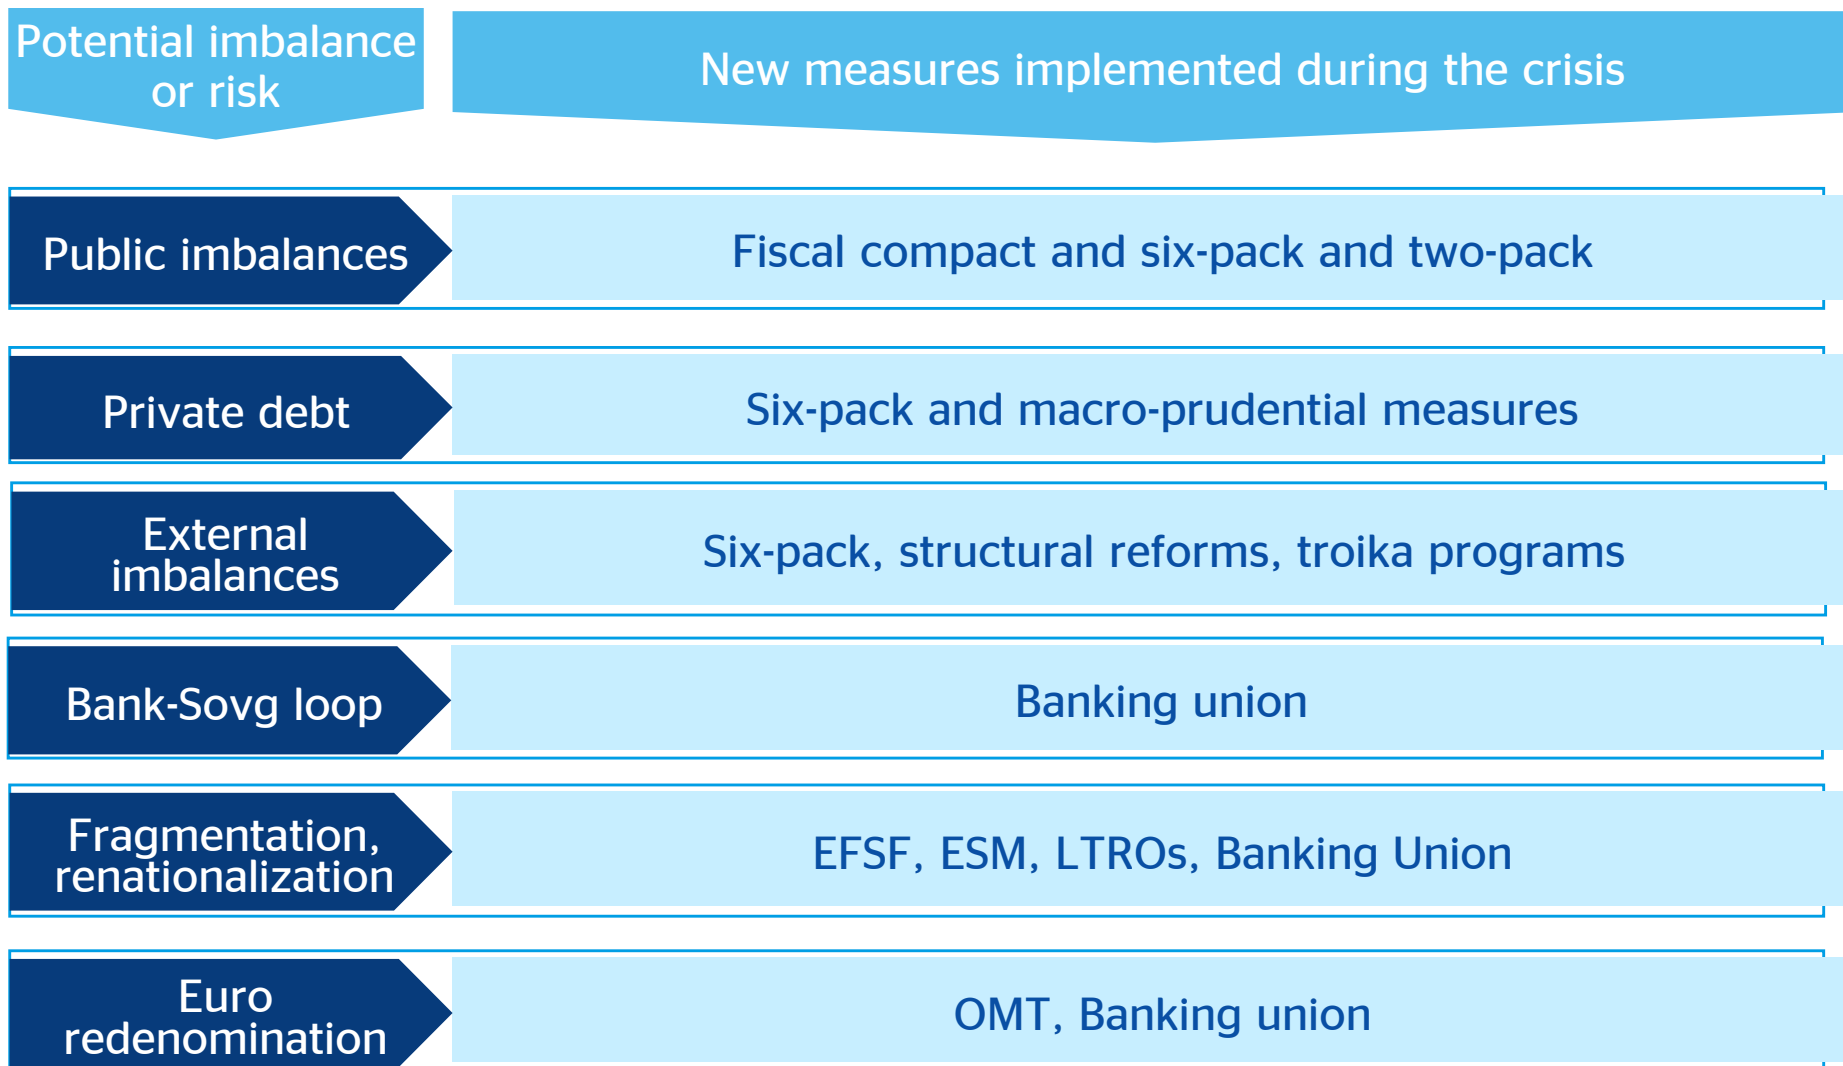 Potential imbalance
or risk
New measures implemented during the crisis
Public imbalances
Fiscal compact and six-pack and two-pack
Private debt
Six-pack and macro-prudential measures
External
imbalances
Six-pack, structural reforms, troika programs
Bank-Sovg loop
Banking union
Fragmentation,
renationalization
EFSF, ESM, LTROs, Banking Union
Euro
redenomination
OMT, Banking union